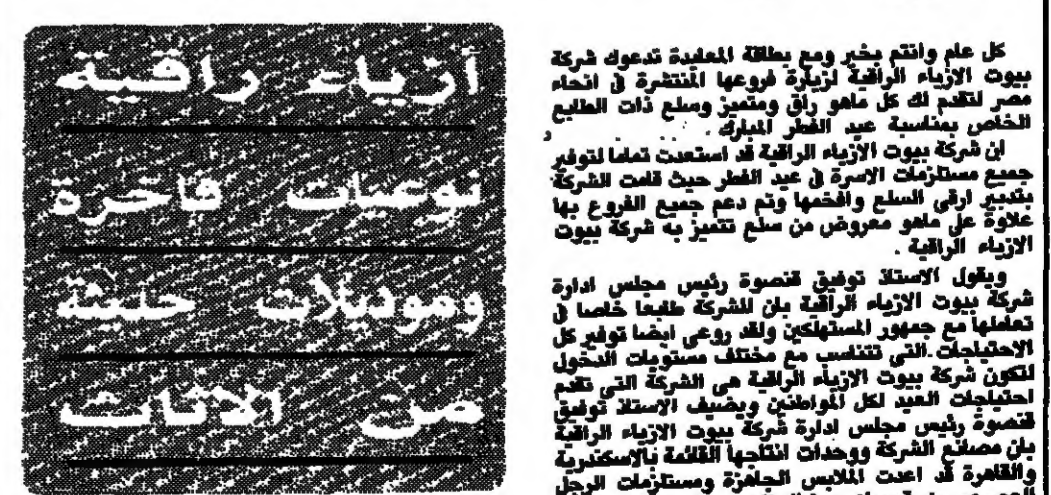 كل عام وانتم بخير ومع بطاقة المعايدة تدعوك شركة
بيوت الازياء الراقية لزيارة فروعها المنتشرة فى انحاء
مصر لتقدم لك كل ماهو راق ومتميز وسلع ذات الطابع
الخاص بمناسبة عيد الفطر المبارك .
ان شركة بيوت الازياء الراقية قد استعدت تماما لتوفير
جميع مستلزمات الاسرة فى عيد الفطر حيث قامت الشركة
بتدبير ارقى السلع وافخمها وتم دعم جميع الفروع بها
علاوة على ماهو معروض من سلع تتميز به شركة بيوت
الازياء الراقية .
ويقول الاستاذ توفيق قنصوة رئيس مجلس ادارة
شركة بيوت الازياء الراقية بان للشركة طابعا خاصا فى
تعاملها مع جمهور المستهلكين ولقد روعى ايضا توفير كل
الاحتياجات التى تتناسب مع مختلف مستويات الدخول
لتكون شركة بيوت الازياء الراقية هى الشركة التى تقدم
احتياجات العيد لكل المواطنين ويضيف الاستاذ توفيق
قنصوة رئيس مجلس ادارة شركة بيوت الازياء الراقية
بان مصانع الشركة ووحدات انتاجها القائمة بالاسكندرية
والقاهرة قد اعدت الملابس الجاهزة ومستلزمات الرجل
أزياء راقية
نوعيات فاخرة
وموديلات حديثة
من الاثاث